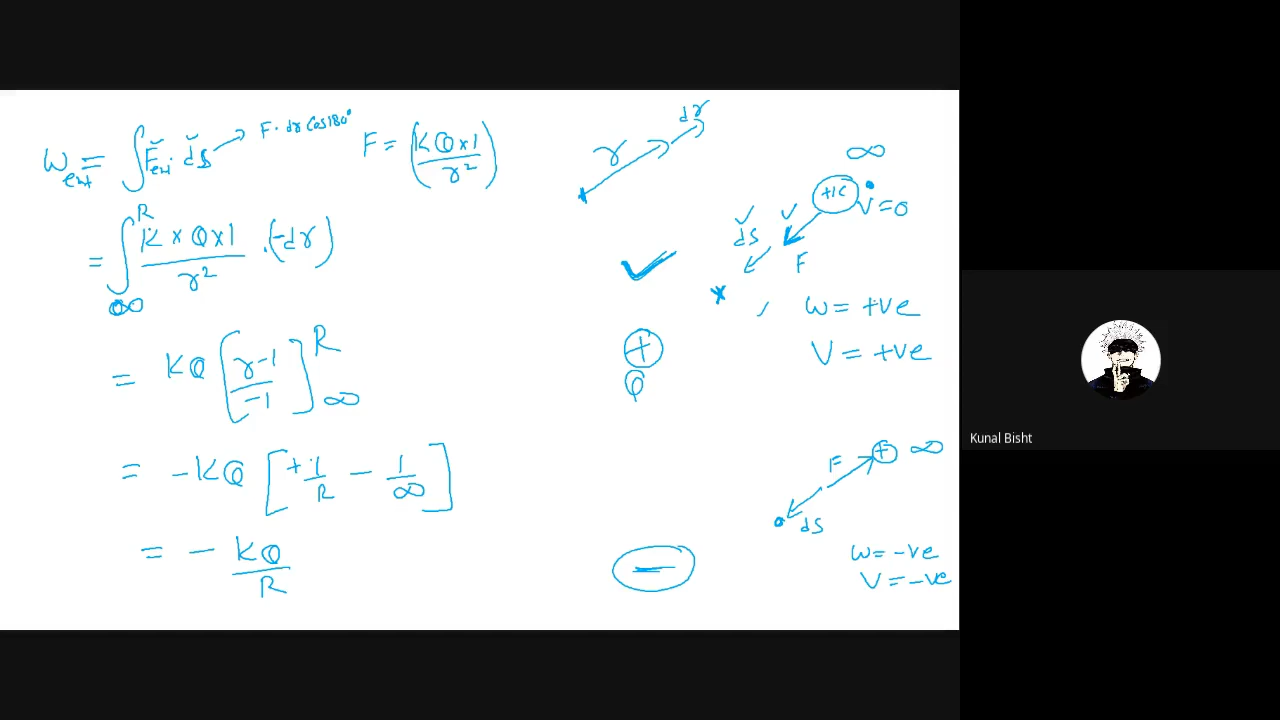 W_ext = ∫ F_ext · ds → F · dr Cos180° F = (KQ×1/r²)
= ∫_∞^R K×Q×1/r² · (-dr)
= KQ [r-1/-1]_∞^R
= -KQ [+1/R - 1/∞]
= - KQ/R
r dr
∞
+1C V=0
ds F
W = +ve
V = +ve
+
Q
F + ∞
ds
W = -ve
V = -ve
-
Kunal Bisht